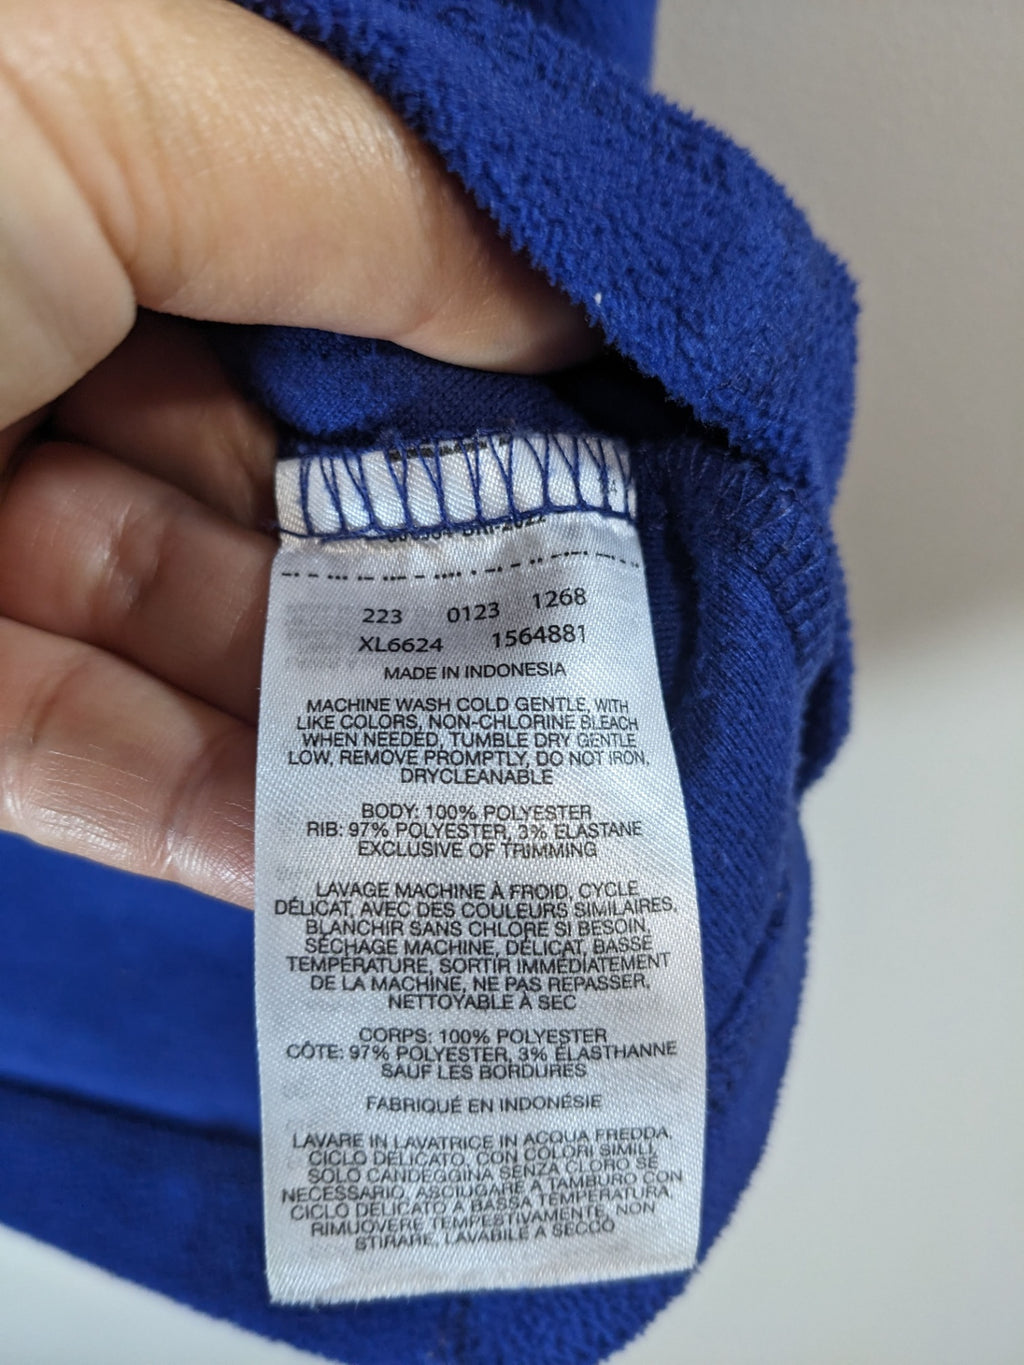 223 0123 1268
XL6624 1564881
MADE IN INDONESIA
MACHINE WASH COLD GENTLE, WITH
LIKE COLORS, NON-CHLORINE BLEACH
WHEN NEEDED, TUMBLE DRY GENTLE
LOW, REMOVE PROMPTLY, DO NOT IRON,
DRYCLEANABLE
BODY: 100% POLYESTER
RIB: 97% POLYESTER, 3% ELASTANE
EXCLUSIVE OF TRIMMING
LAVAGE MACHINE À FROID, CYCLE
DÉLICAT, AVEC DES COULEURS SIMILAIRES,
BLANCHIR SANS CHLORE SI BESOIN,
SÉCHAGE MACHINE, DÉLICAT, BASSE
TEMPÉRATURE, SORTIR IMMÉDIATEMENT
DE LA MACHINE, NE PAS REPASSER,
NETTOYABLE À SEC
CORPS: 100% POLYESTER
CÔTE: 97% POLYESTER, 3% ÉLASTHANNE
SAUF LES BORDURES
FABRIQUÉ EN INDONÉSIE
LAVARE IN LAVATRICE IN ACQUA FREDDA,
CICLO DELICATO, CON COLORI SIMILI,
SOLO CANDEGGINA SENZA CLORO SE
NECESSARIO, ASCIUGARE A TAMBURO CON
CICLO DELICATO A BASSA TEMPERATURA,
RIMUOVERE TEMPESTIVAMENTE, NON
STIRARE, LAVABILE A SECCO